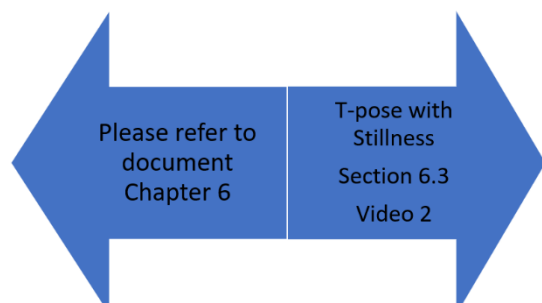 Please refer to
document
Chapter 6
T-pose with
Stillness
Section 6.3
Video 2